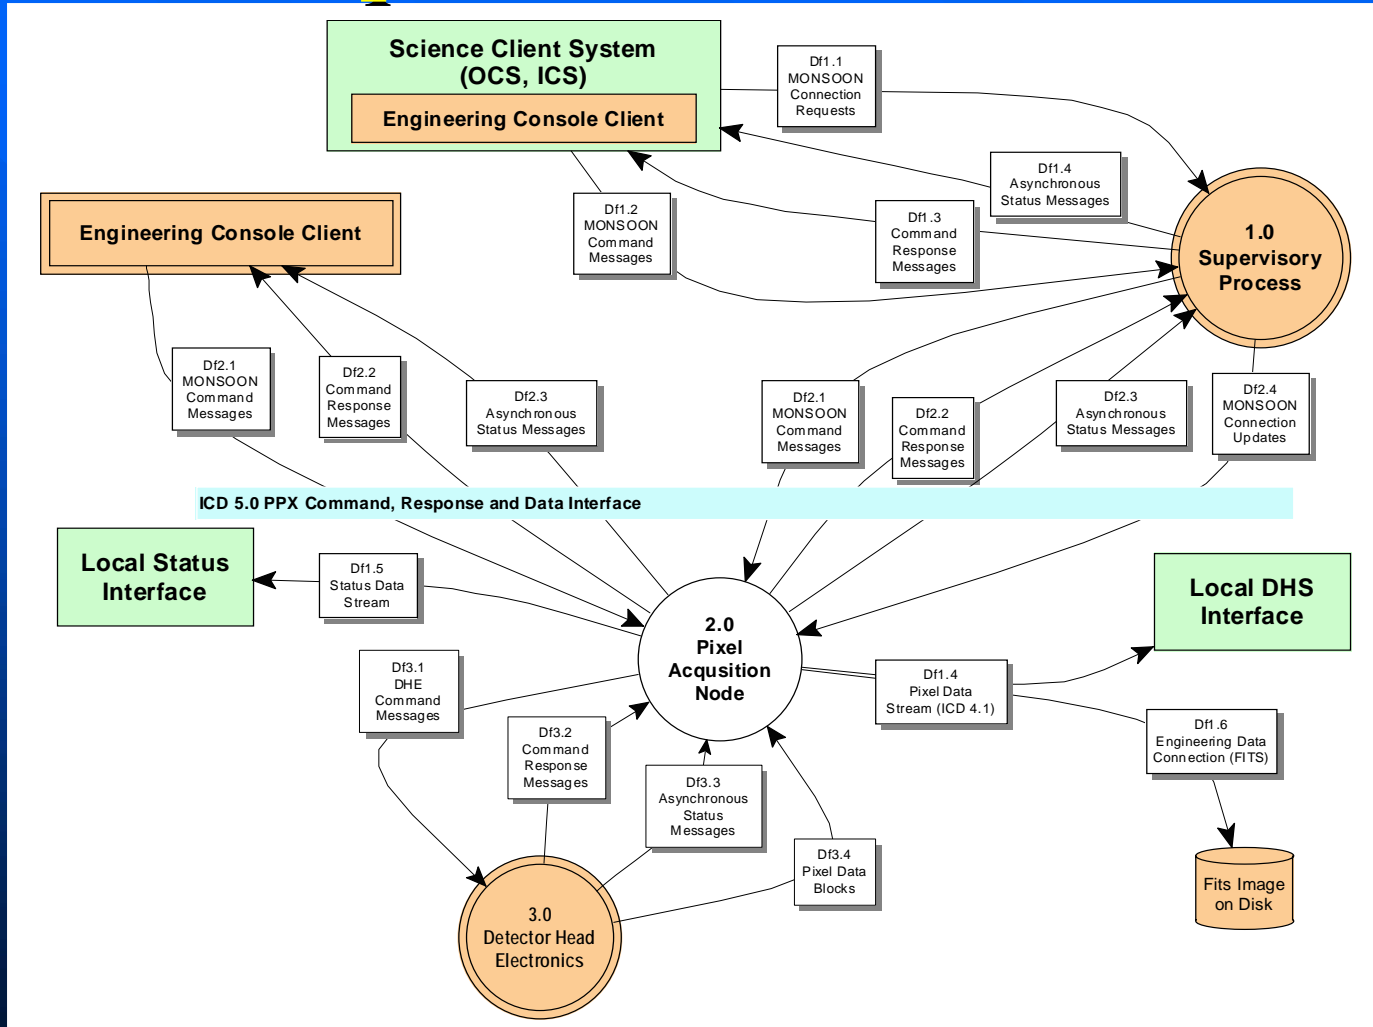 Science Client System
(OCS, ICS)
Engineering Console Client
Df1.1
MONSOON
Connection
Requests
Df1.4
Asynchronous
Status Messages
Df1.2
MONSOON
Command
Messages
Df1.3
Command
Response
Messages
1.0
Supervisory
Process
Engineering Console Client
Df2.1
MONSOON
Command
Messages
Df2.2
Command
Response
Messages
Df2.3
Asynchronous
Status Messages
Df2.1
MONSOON
Command
Messages
Df2.2
Command
Response
Messages
Df2.3
Asynchronous
Status Messages
Df2.4
MONSOON
Connection
Updates
ICD 5.0 PPX Command, Response and Data Interface
Local Status
Interface
Df1.5
Status Data
Stream
Local DHS
Interface
2.0
Pixel
Acqusition
Node
Df3.1
DHE
Command
Messages
Df1.4
Pixel Data
Stream (ICD 4.1)
Df3.2
Command
Response
Messages
Df1.6
Engineering Data
Connection (FITS)
Df3.3
Asynchronous
Status
Messages
Df3.4
Pixel Data
Blocks
Fits Image
on Disk
3.0
Detector Head
Electronics